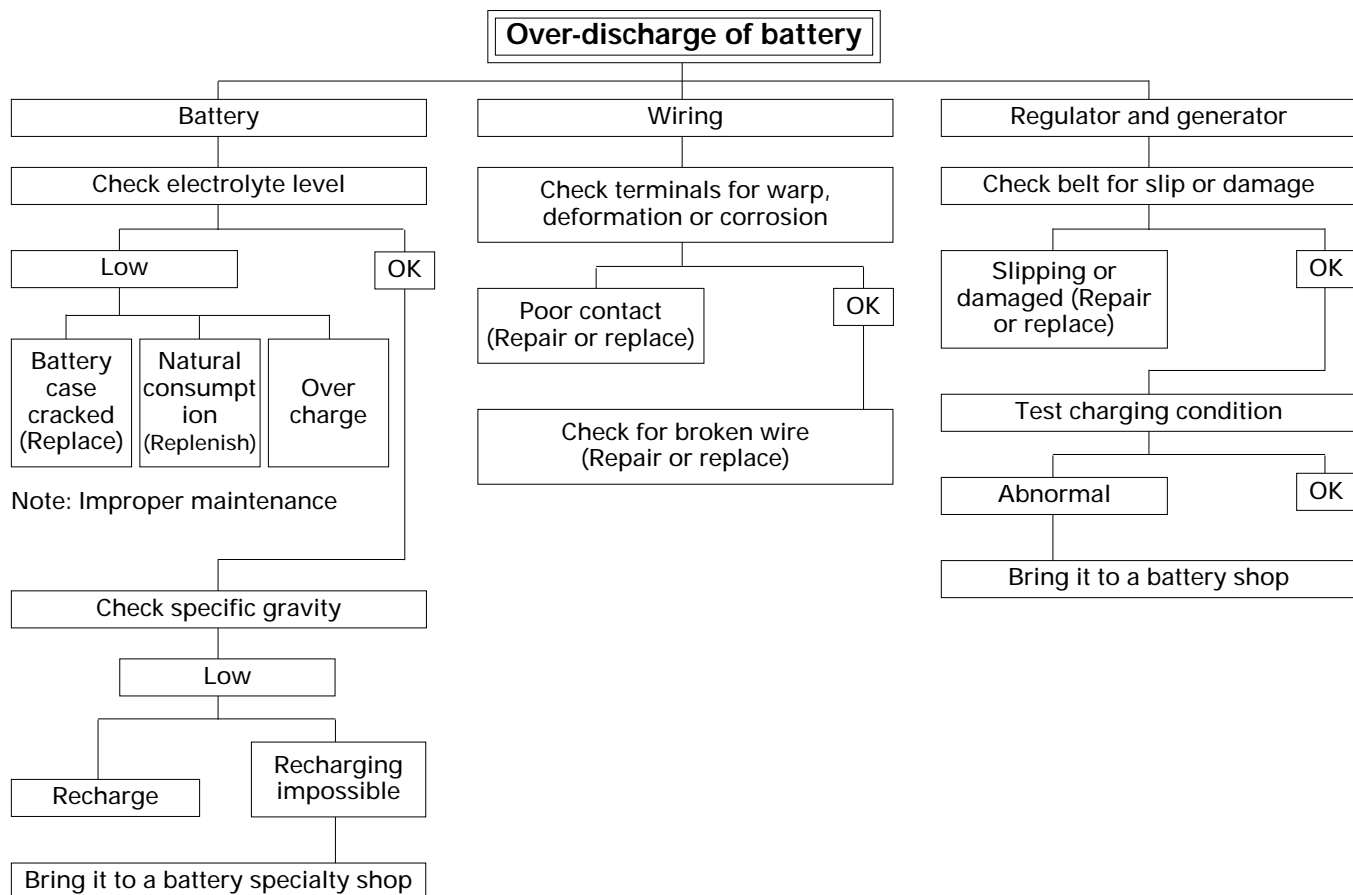 Over-discharge of battery
Battery
Check electrolyte level
Low
OK
Battery
case
cracked
(Replace)
Natural
consumpt
ion
(Replenish)
Over
charge
Note: Improper maintenance
Check specific gravity
Low
Recharge
Recharging
impossible
Bring it to a battery specialty shop
Wiring
Check terminals for warp,
deformation or corrosion
Poor contact
(Repair or replace)
OK
Check for broken wire
(Repair or replace)
Regulator and generator
Check belt for slip or damage
Slipping or
damaged (Repair
or replace)
OK
Test charging condition
Abnormal
OK
Bring it to a battery shop